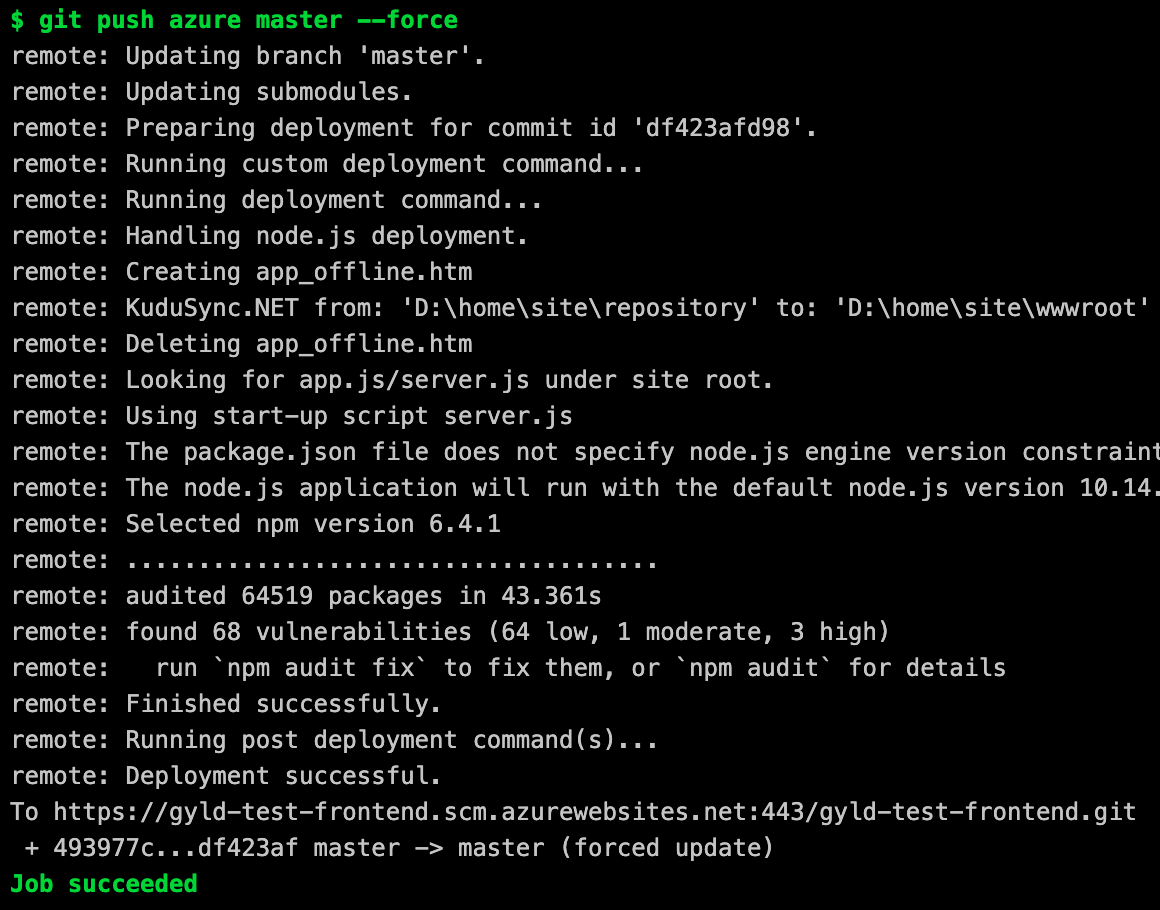 $ git push azure master --force
remote: Updating branch 'master'.
remote: Updating submodules.
remote: Preparing deployment for commit id 'df423afd98'.
remote: Running custom deployment command...
remote: Running deployment command...
remote: Handling node.js deployment.
remote: Creating app_offline.htm
remote: KuduSync.NET from: 'D:\home\site\repository' to: 'D:\home\site\wwwroot'
remote: Deleting app_offline.htm
remote: Looking for app.js/server.js under site root.
remote: Using start-up script server.js
remote: The package.json file does not specify node.js engine version constraint
remote: The node.js application will run with the default node.js version 10.14.
remote: Selected npm version 6.4.1
remote: .....................................
remote: audited 64519 packages in 43.361s
remote: found 68 vulnerabilities (64 low, 1 moderate, 3 high)
remote:   run `npm audit fix` to fix them, or `npm audit` for details
remote: Finished successfully.
remote: Running post deployment command(s)...
remote: Deployment successful.
To https://gyld-test-frontend.scm.azurewebsites.net:443/gyld-test-frontend.git
 + 493977c...df423af master -> master (forced update)
Job succeeded